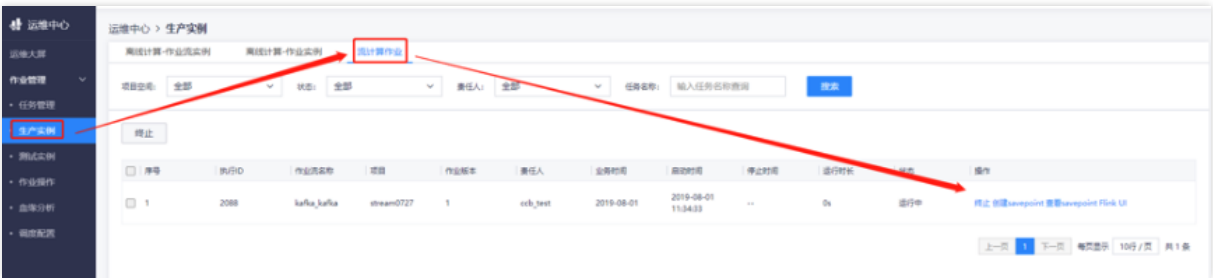 运维中心
运维大屏
作业管理
任务管理
生产实例
测试实例
作业操作
血缘分析
调度配置
运维中心 > 生产实例
离线计算-作业流实例 离线计算-作业实例 流计算作业
项目空间: 全部 状态: 全部 责任人: 全部 任务名称: 输入任务名称查询 搜索
终止
序号 执行ID 作业流名称 项目 作业版本 责任人 业务时间 启动时间 停止时间 运行时长 状态 操作
1 2088 kafka_kafka stream0727 1 ccb_test 2019-08-01 2019-08-01 11:34:33 -- 0s 运行中 终止 创建savepoint 查看savepoint Flink UI
上一页 1 下一页 每页显示 10行 / 页 共 1 条